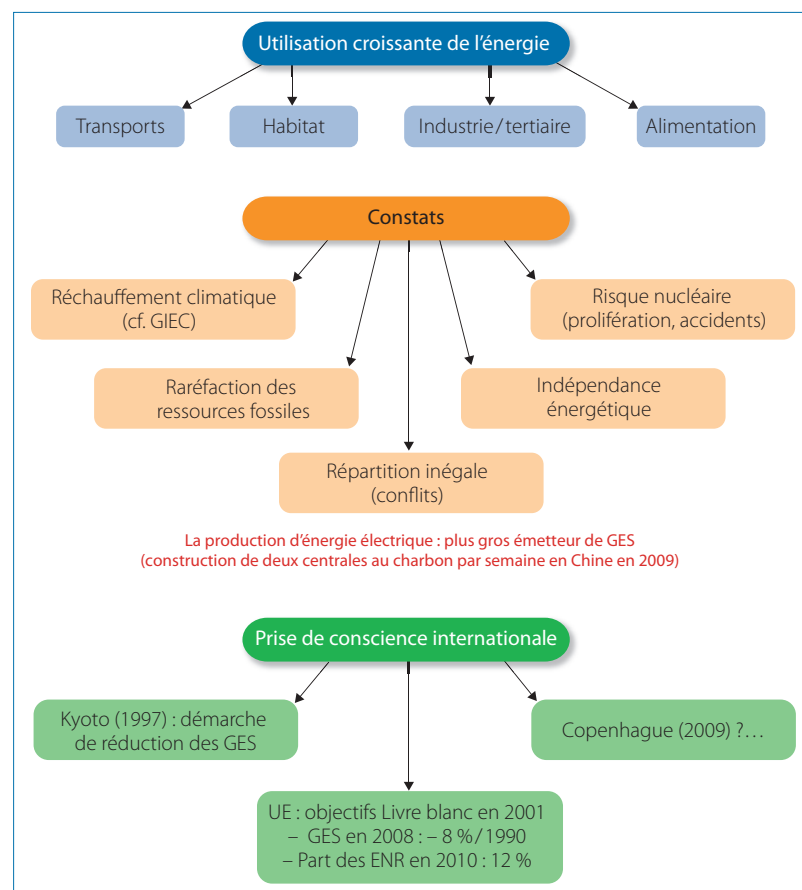 Utilisation croissante de l'énergie
Transports
Habitat
Industrie/tertiaire
Alimentation
Constats
Réchauffement climatique
(cf. GIEC)
Risque nucléaire
(prolifération, accidents)
Raréfaction des
ressources fossiles
Indépendance
énergétique
Répartition inégale
(conflits)
La production d'énergie électrique : plus gros émetteur de GES
(construction de deux centrales au charbon par semaine en Chine en 2009)
Prise de conscience internationale
Kyoto (1997) : démarche
de réduction des GES
Copenhague (2009) ?...
UE : objectifs Livre blanc en 2001
– GES en 2008 : – 8 %/1990
– Part des ENR en 2010 : 12 %